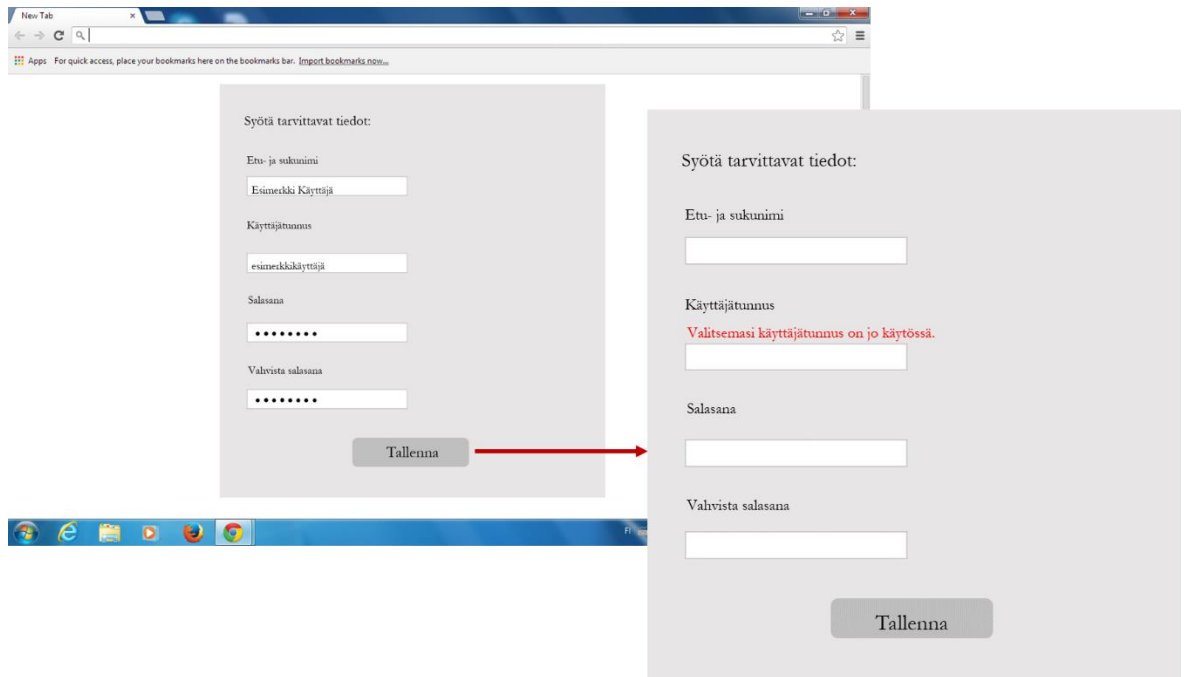 New Tab
Apps For quick access, place your bookmarks here on the bookmarks bar. Import bookmarks now...
Syötä tarvittavat tiedot:
Etu- ja sukunimi
Esimerkki Käyttäjä
Käyttäjätunnus
esimerkkikäyttäjä
Salasana
Vahvista salasana
Tallenna
FI
Syötä tarvittavat tiedot:
Etu- ja sukunimi
Käyttäjätunnus
Valitsemasi käyttäjätunnus on jo käytössä.
Salasana
Vahvista salasana
Tallenna